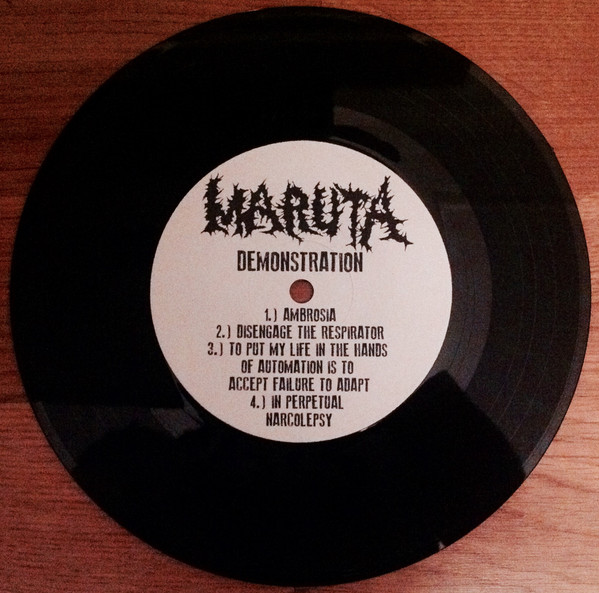 MARUTA
DEMONSTRATION
1.) AMBROSIA
2.) DISENGAGE THE RESPIRATOR
3.) TO PUT MY LIFE IN THE HANDS
OF AUTOMATION IS TO
ACCEPT FAILURE TO ADAPT
4.) IN PERPETUAL
NARCOLEPSY